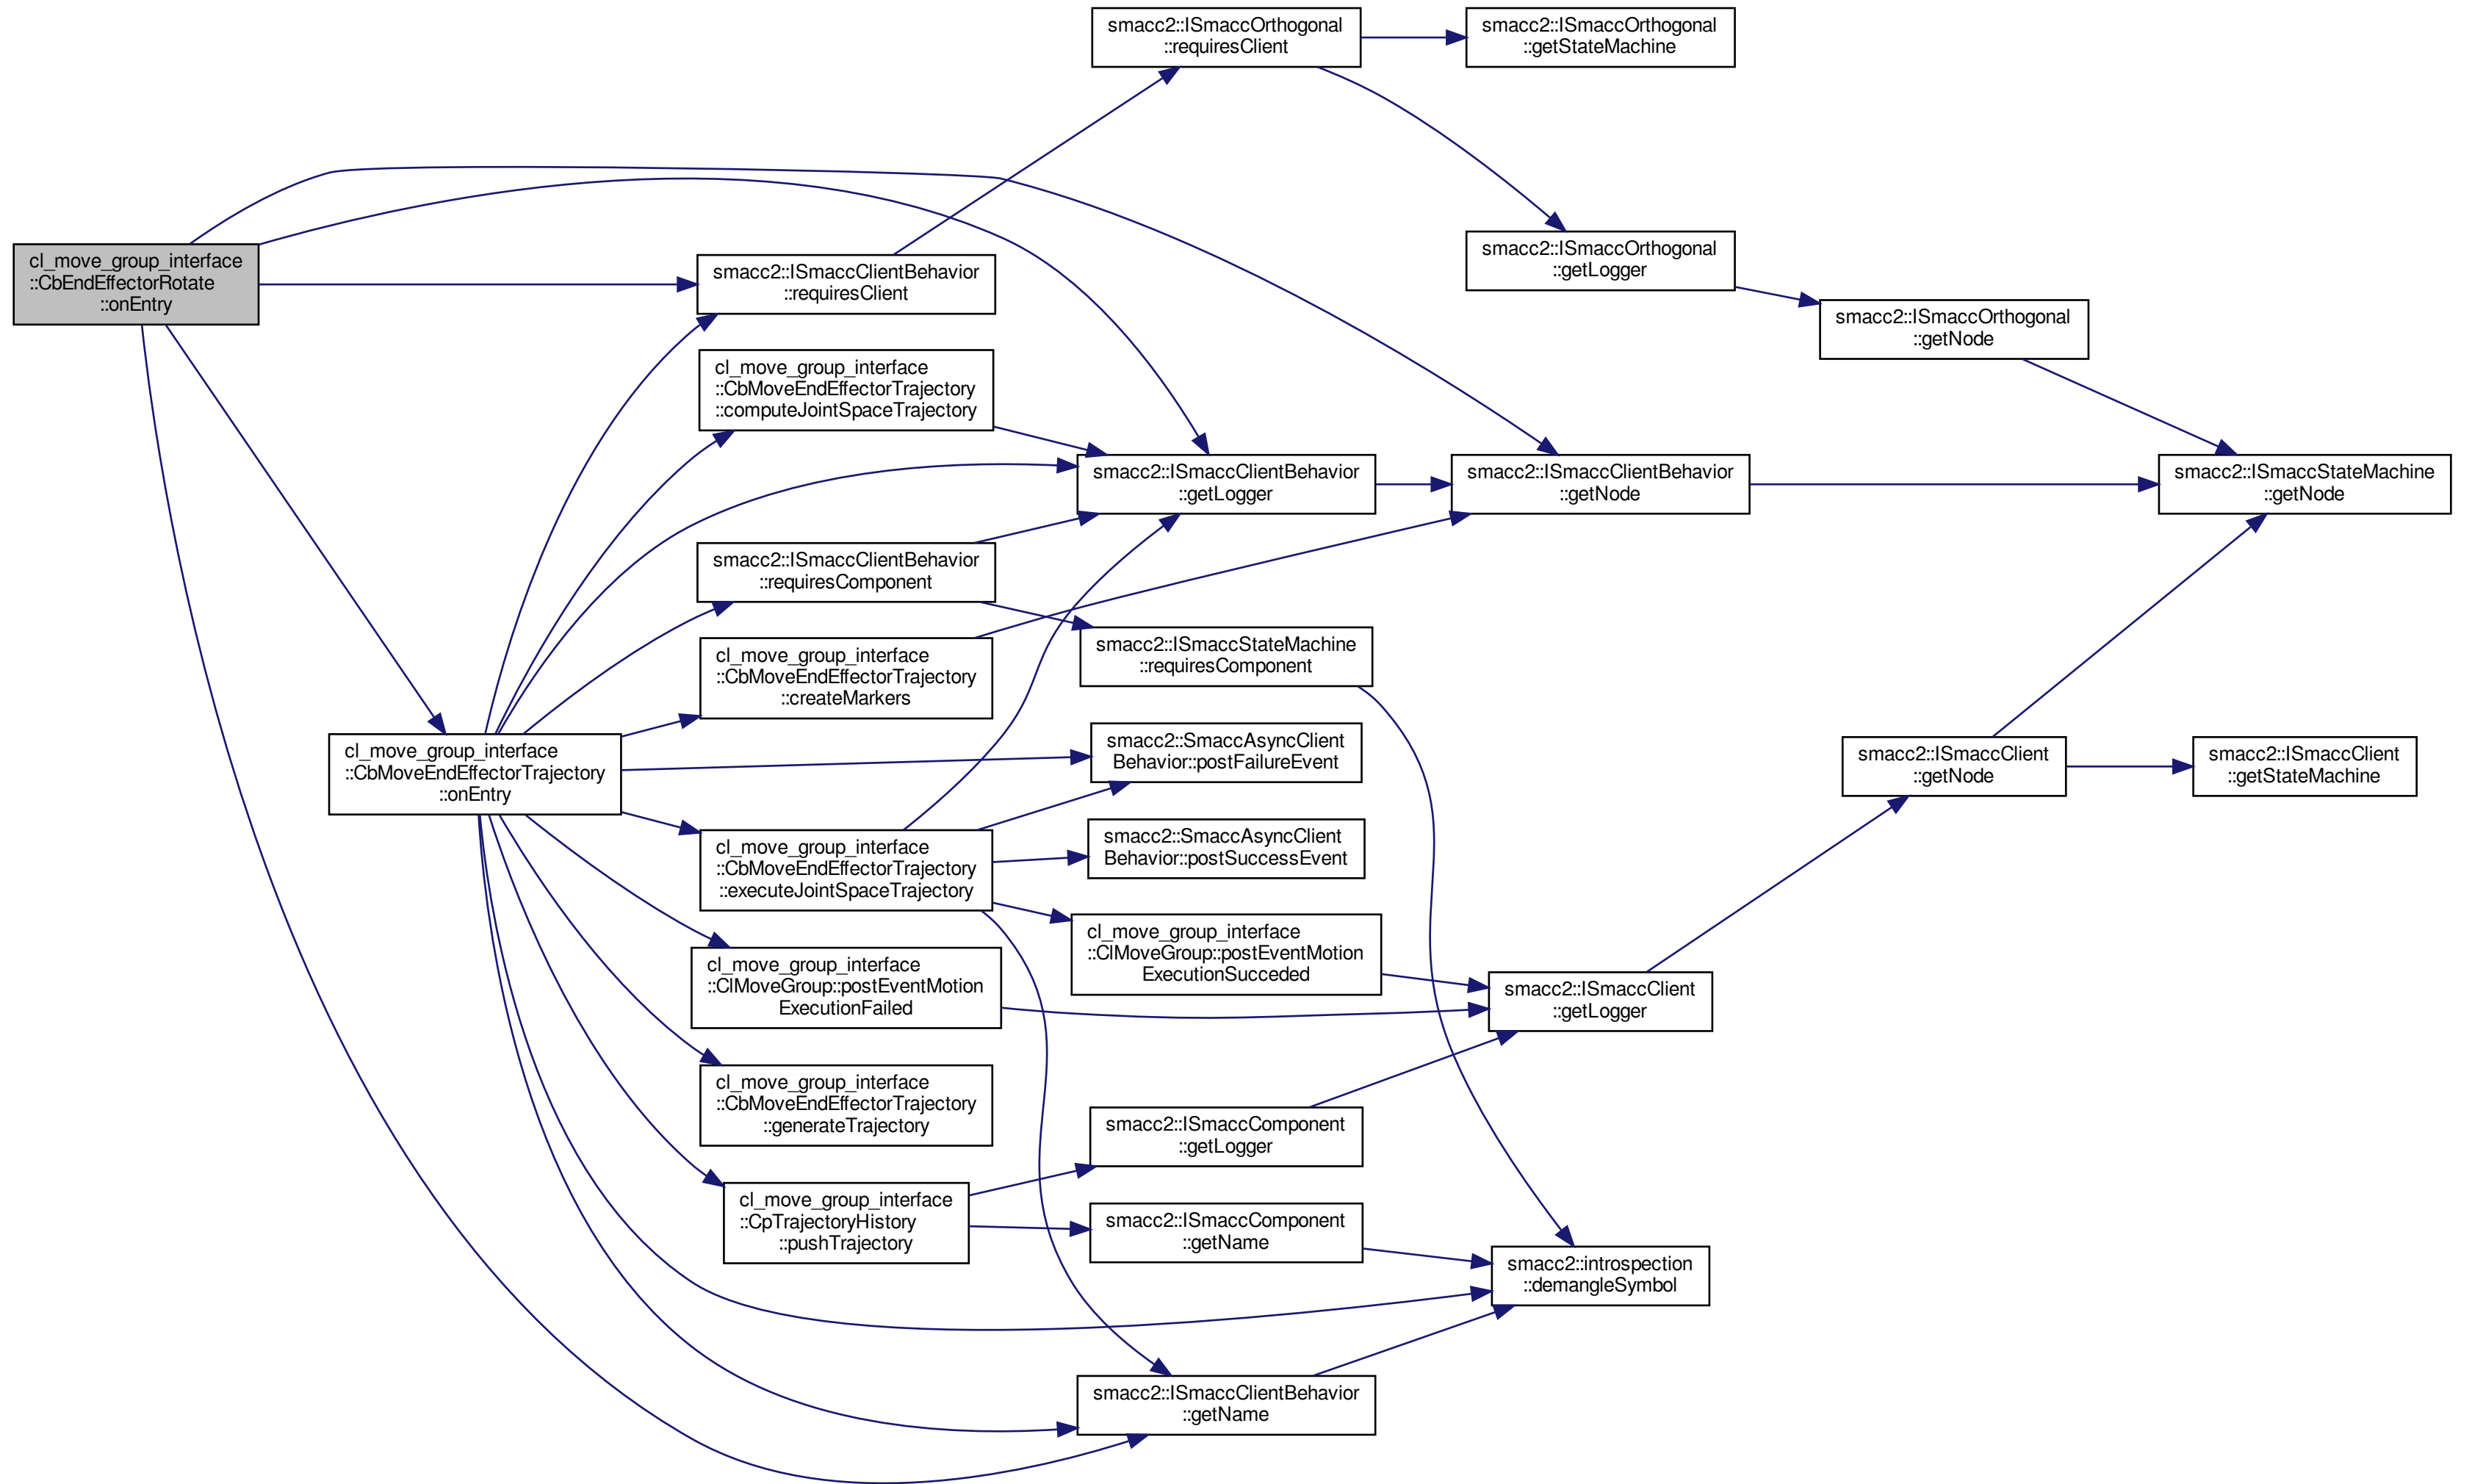 smacc2::ISmaccOrthogonal
::requiresClient
smacc2::ISmaccOrthogonal
::getStateMachine
cl_move_group_interface
::CbEndEffectorRotate
::onEntry
smacc2::ISmaccClientBehavior
::requiresClient
smacc2::ISmaccOrthogonal
::getLogger
smacc2::ISmaccOrthogonal
::getNode
cl_move_group_interface
::CbMoveEndEffectorTrajectory
::computeJointSpaceTrajectory
smacc2::ISmaccClientBehavior
::getLogger
smacc2::ISmaccClientBehavior
::getNode
smacc2::ISmaccStateMachine
::getNode
smacc2::ISmaccClientBehavior
::requiresComponent
smacc2::ISmaccStateMachine
::requiresComponent
cl_move_group_interface
::CbMoveEndEffectorTrajectory
::createMarkers
cl_move_group_interface
::CbMoveEndEffectorTrajectory
::onEntry
smacc2::SmaccAsyncClient
Behavior::postFailureEvent
smacc2::ISmaccClient
::getNode
smacc2::ISmaccClient
::getStateMachine
cl_move_group_interface
::CbMoveEndEffectorTrajectory
::executeJointSpaceTrajectory
smacc2::SmaccAsyncClient
Behavior::postSuccessEvent
cl_move_group_interface
::ClMoveGroup::postEventMotion
ExecutionSucceded
cl_move_group_interface
::ClMoveGroup::postEventMotion
ExecutionFailed
smacc2::ISmaccClient
::getLogger
cl_move_group_interface
::CbMoveEndEffectorTrajectory
::generateTrajectory
smacc2::ISmaccComponent
::getLogger
cl_move_group_interface
::CpTrajectoryHistory
::pushTrajectory
smacc2::ISmaccComponent
::getName
smacc2::introspection
::demangleSymbol
smacc2::ISmaccClientBehavior
::getName